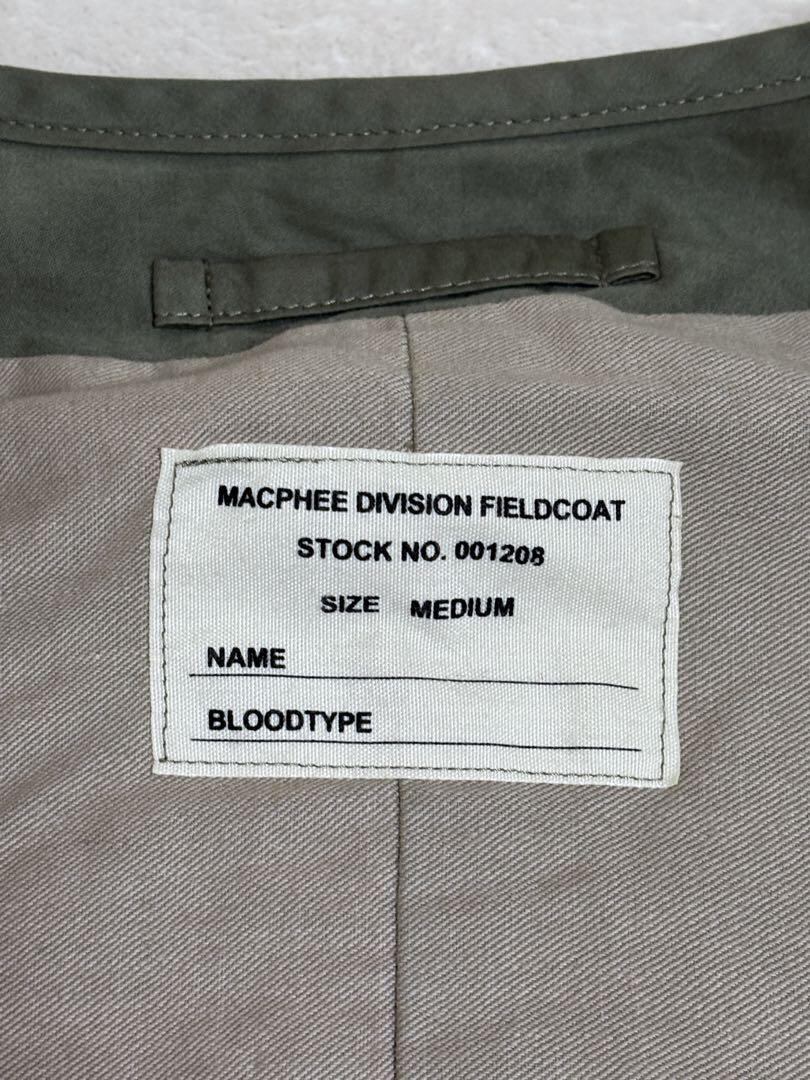 MACPHEE DIVISION FIELDCOAT
STOCK NO. 001208
SIZE MEDIUM
NAME
BLOODTYPE